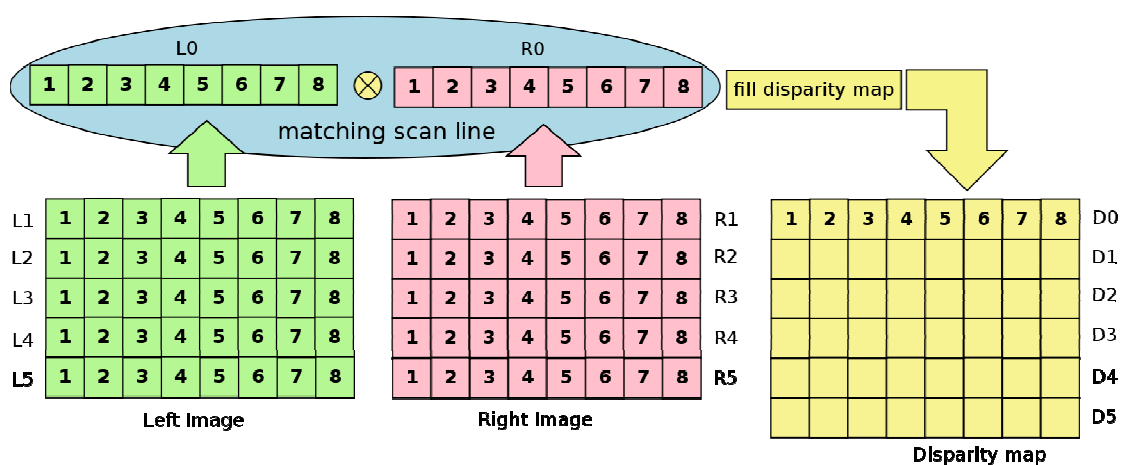 L0 R0
1 2 3 4 5 6 7 8 1 2 3 4 5 6 7 8
fill disparity map
matching scan line
L1 1 2 3 4 5 6 7 8 1 2 3 4 5 6 7 8 R1 1 2 3 4 5 6 7 8 D0
L2 1 2 3 4 5 6 7 8 1 2 3 4 5 6 7 8 R2 D1
L3 1 2 3 4 5 6 7 8 1 2 3 4 5 6 7 8 R3 D2
L4 1 2 3 4 5 6 7 8 1 2 3 4 5 6 7 8 R4 D3
L5 1 2 3 4 5 6 7 8 1 2 3 4 5 6 7 8 R5 D4
D5
Left Image Right Image
Disparity map